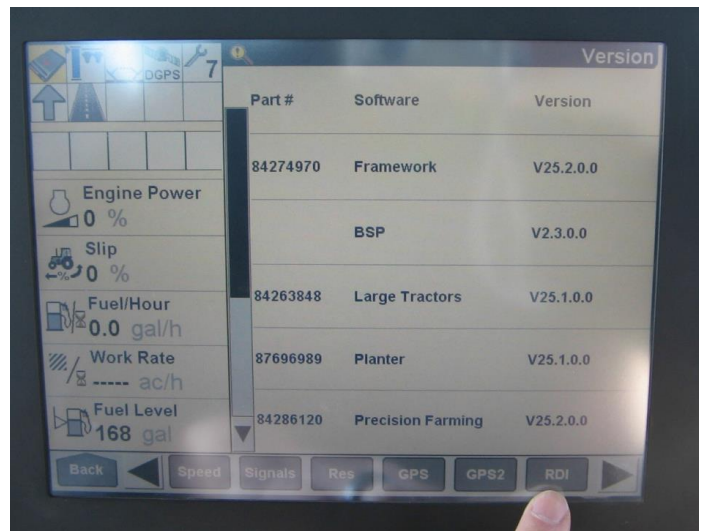 DGPS
7
Version
Part # Software Version
84274970 Framework V25.2.0.0
BSP V2.3.0.0
84263848 Large Tractors V25.1.0.0
87696989 Planter V25.1.0.0
84286120 Precision Farming V25.2.0.0
Engine Power
0 %
Slip
0 %
Fuel/Hour
0.0 gal/h
Work Rate
----- ac/h
Fuel Level
168 gal
Back Speed Signals Res GPS GPS2 RDI